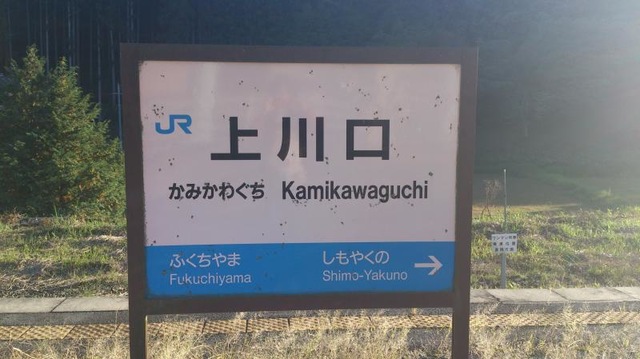 JR
上川口
かみかわぐち Kamikawaguchi
ふくちやま しもやくの →
Fukuchiyama Shimo-Yakuno